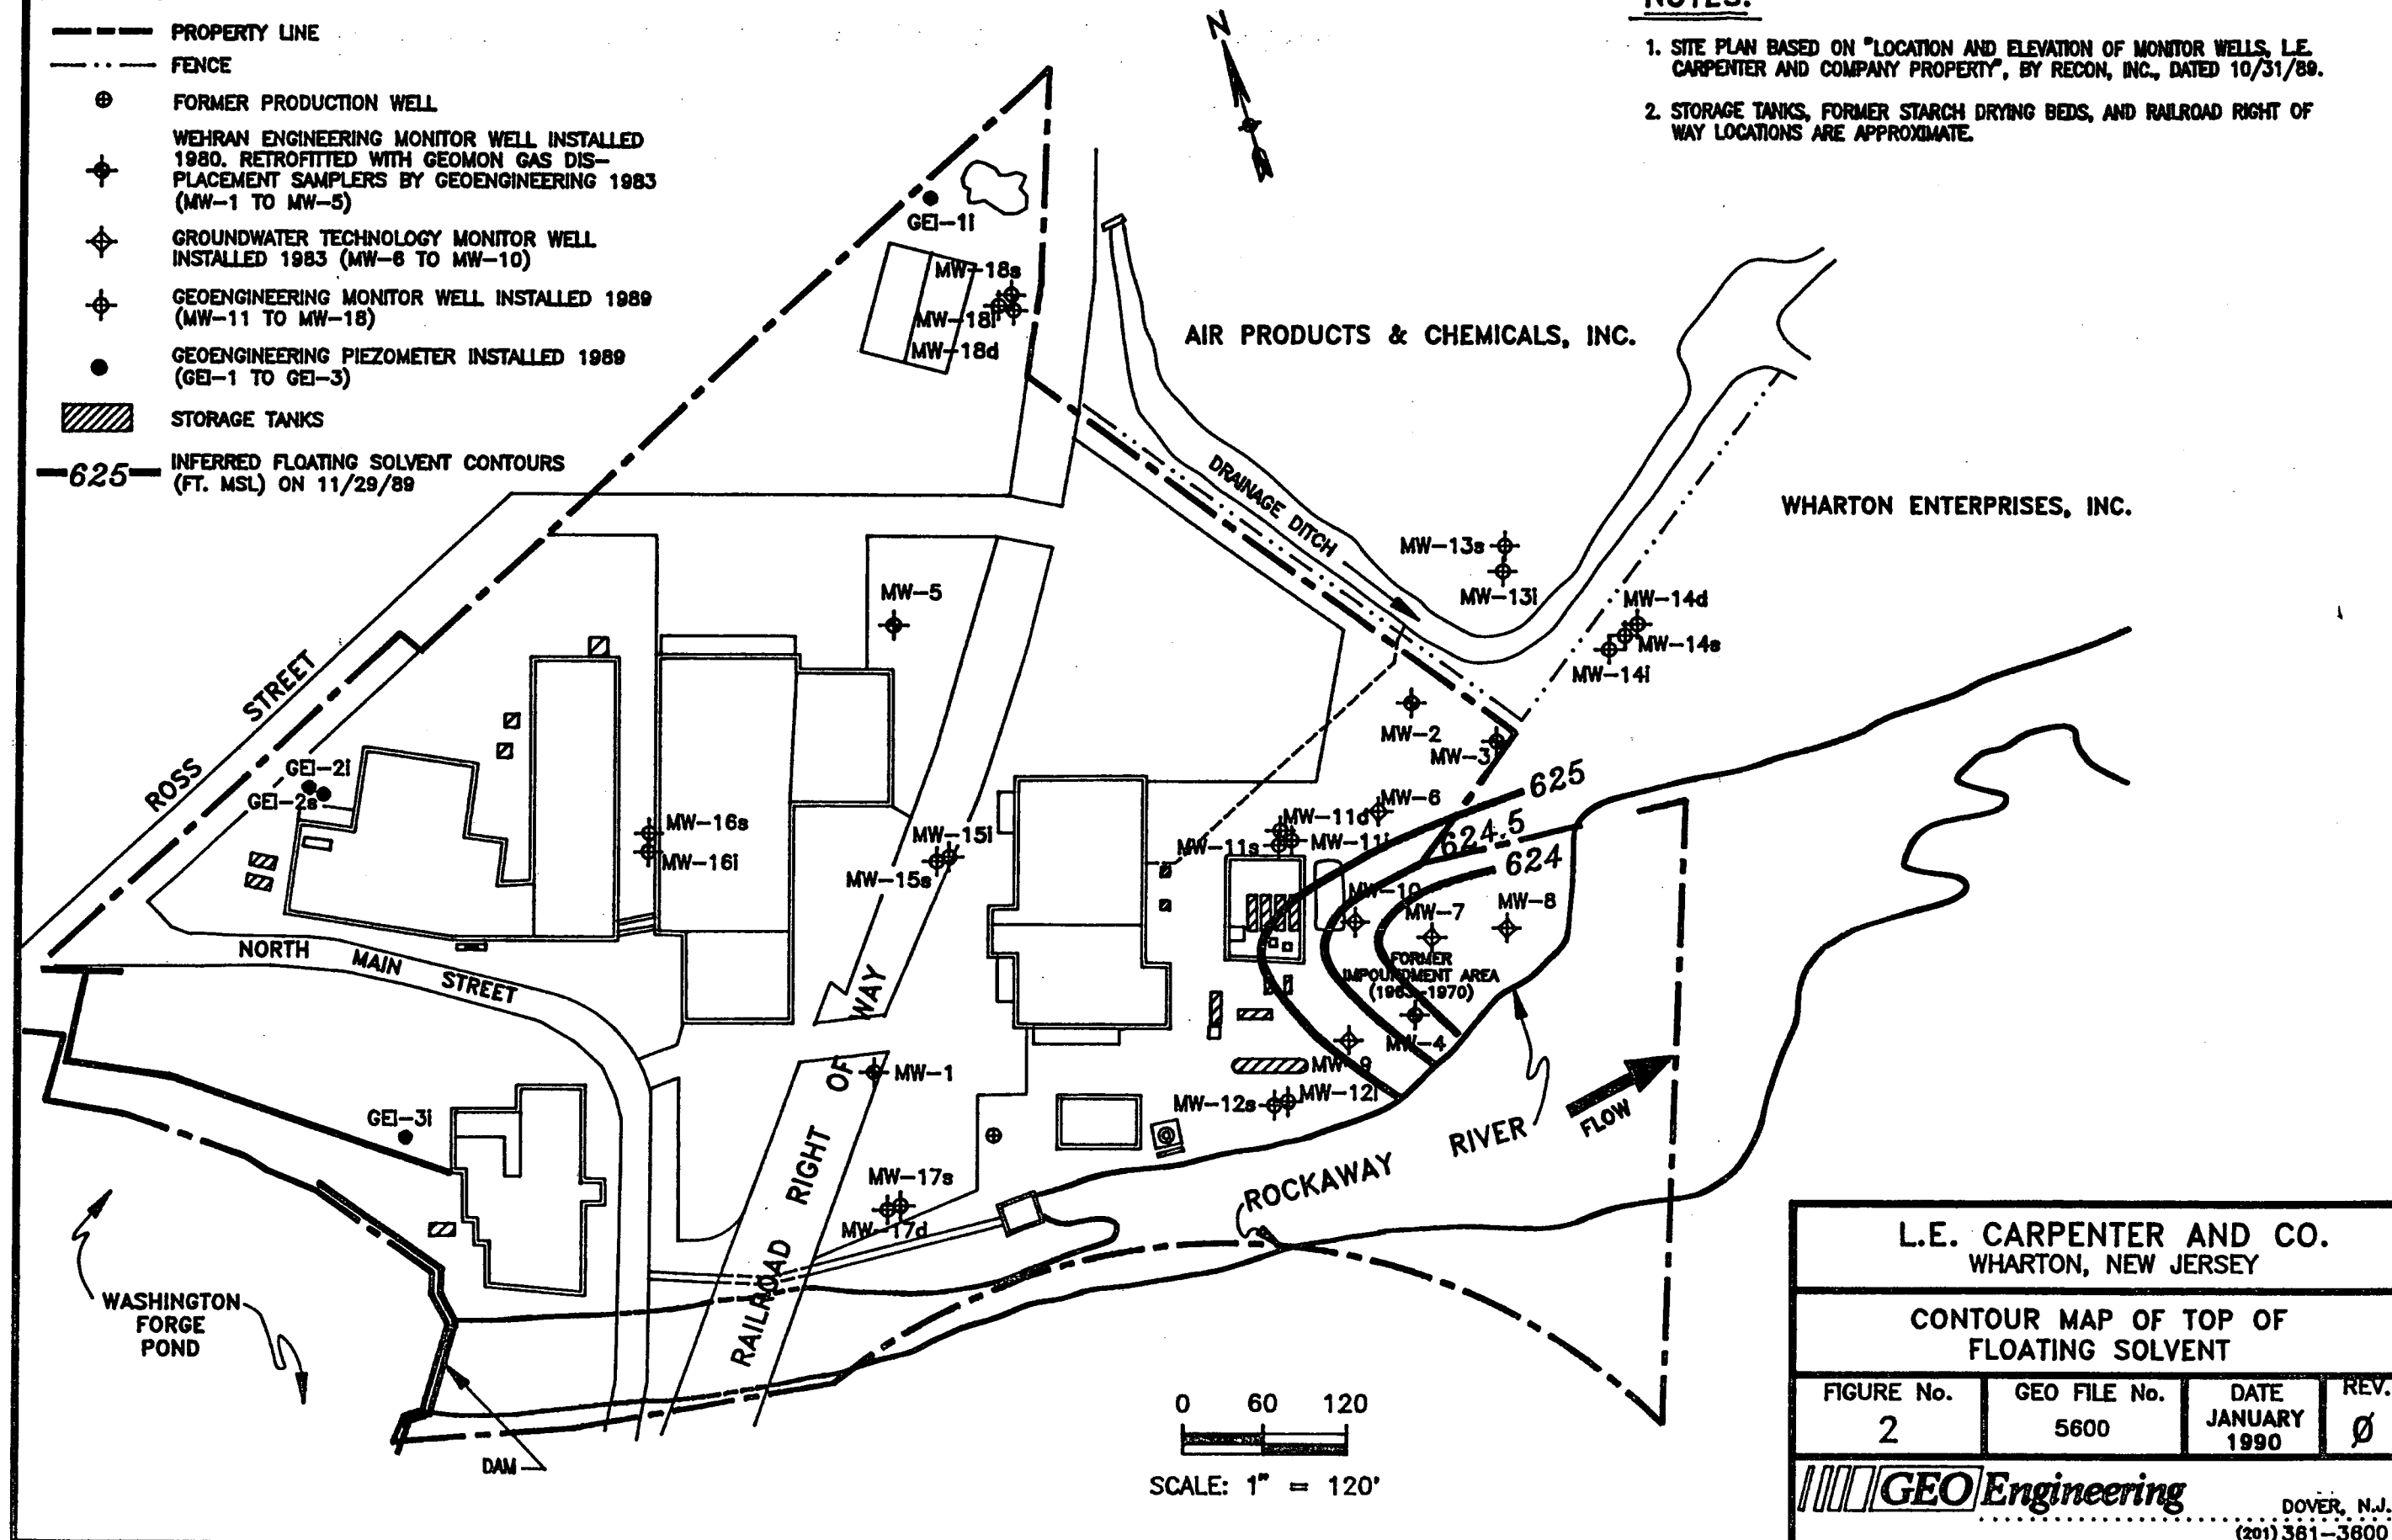 PROPERTY LINE
FENCE
FORMER PRODUCTION WELL
WEHRAN ENGINEERING MONITOR WELL INSTALLED
1980. RETROFITTED WITH GEOMON GAS DIS-
PLACEMENT SAMPLERS BY GEOENGINEERING 1983
(MW-1 TO MW-5)
GROUNDWATER TECHNOLOGY MONITOR WELL
INSTALLED 1983 (MW-6 TO MW-10)
GEOENGINEERING MONITOR WELL INSTALLED 1989
(MW-11 TO MW-18)
GEOENGINEERING PIEZOMETER INSTALLED 1989
(GEI-1 TO GEI-3)
STORAGE TANKS
625
INFERRED FLOATING SOLVENT CONTOURS
(FT. MSL) ON 11/29/89
N
NOTES:
1. SITE PLAN BASED ON "LOCATION AND ELEVATION OF MONITOR WELLS, L.E.
CARPENTER AND COMPANY PROPERTY", BY RECON, INC., DATED 10/31/89.
2. STORAGE TANKS, FORMER STARCH DRYING BEDS, AND RAILROAD RIGHT OF
WAY LOCATIONS ARE APPROXIMATE.
GEI-1i
MW-18s
MW-18i
MW-18d
AIR PRODUCTS & CHEMICALS, INC.
DRAINAGE DITCH
WHARTON ENTERPRISES, INC.
MW-13s
MW-13i
MW-14d
MW-14s
MW-14i
MW-5
MW-2
MW-3
ROSS STREET
GEI-2i
GEI-2s
MW-16s
MW-16i
MW-15i
MW-15s
MW-6
MW-11d
MW-11i
MW-11s
625
624.5
624
MW-10
MW-7
MW-8
FORMER
IMPOUNDMENT AREA
(1963-1970)
MW-4
MW-9
MW-12s
MW-12i
NORTH MAIN STREET
MW-1
GEI-3i
MW-17s
MW-17d
RAILROAD RIGHT OF WAY
ROCKAWAY RIVER
FLOW
WASHINGTON
FORGE
POND
DAM
0 60 120
SCALE: 1" = 120'
L.E. CARPENTER AND CO.
WHARTON, NEW JERSEY
CONTOUR MAP OF TOP OF
FLOATING SOLVENT
FIGURE No.
2
GEO FILE No.
5600
DATE
JANUARY
1990
REV.
Ø
GEO Engineering
DOVER, N.J.
(201) 361-3600